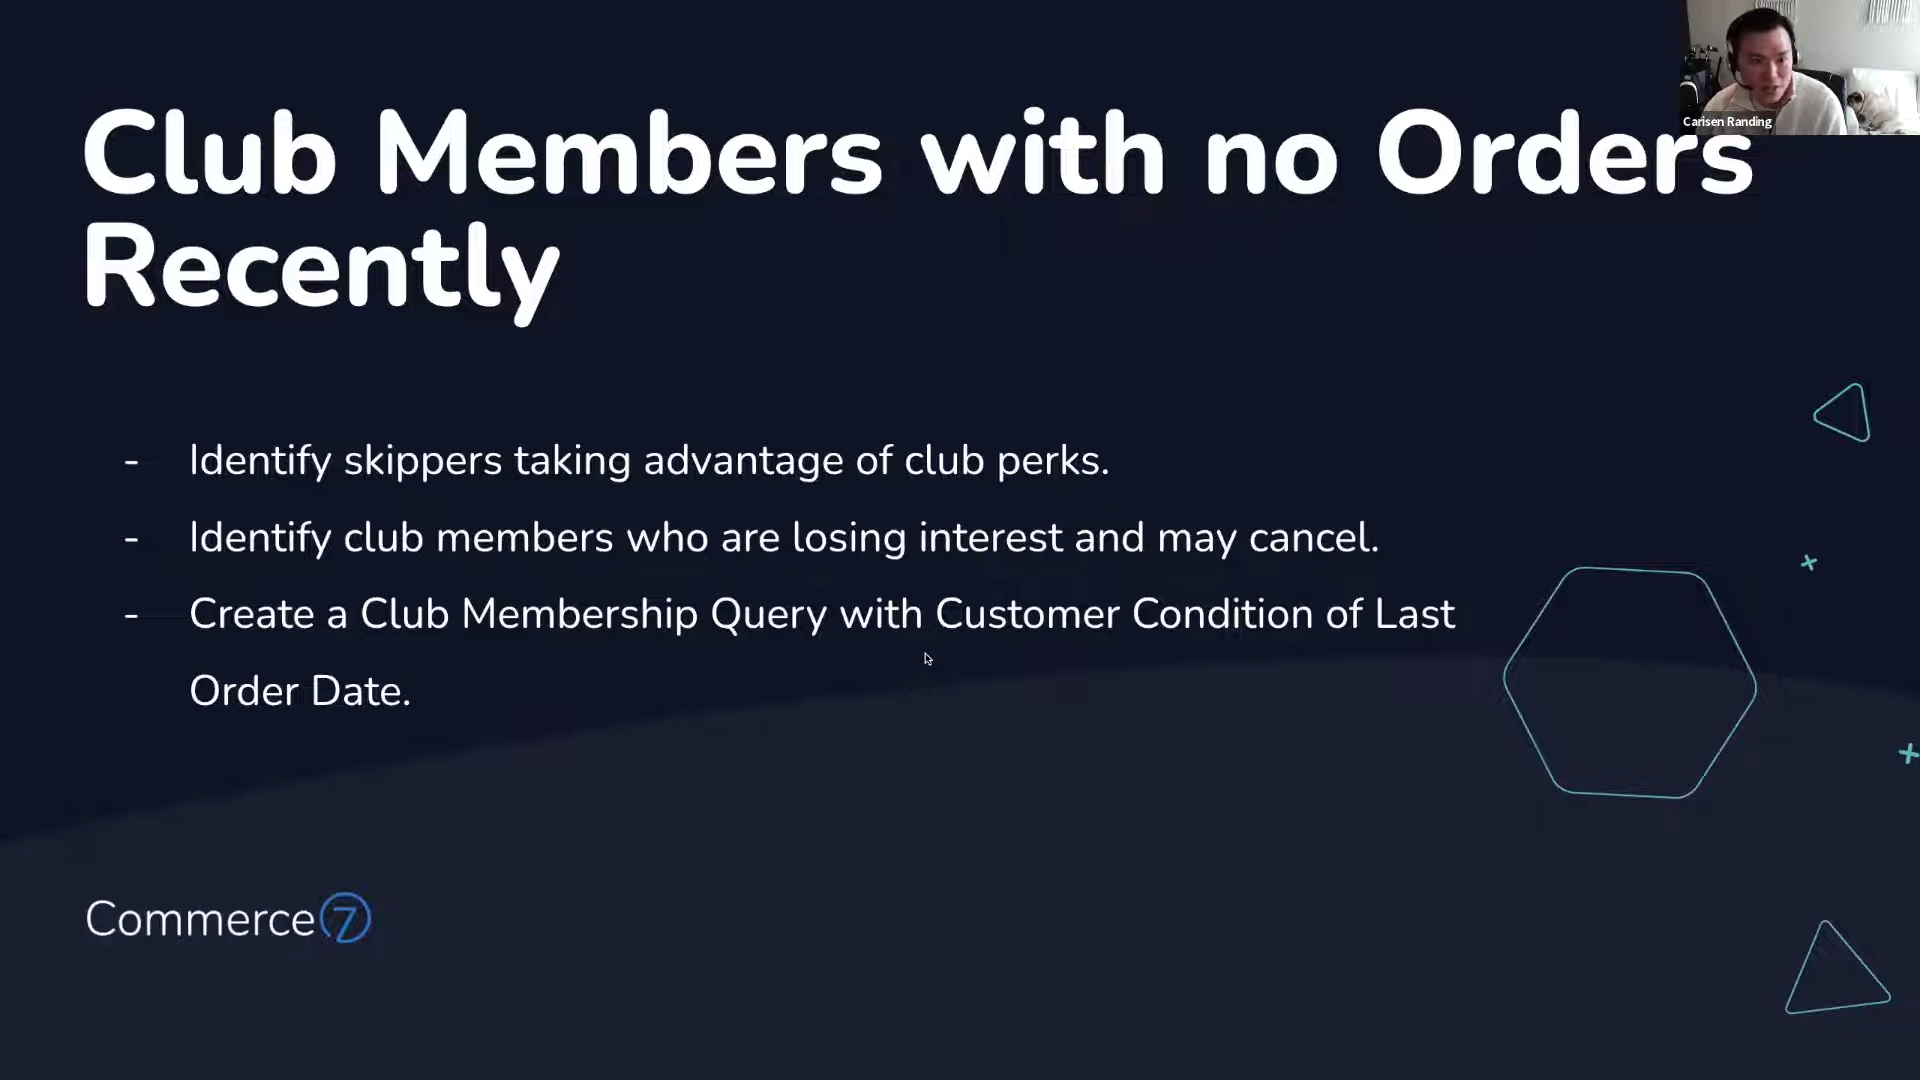 Carisen Randing
Club Members with no Orders
Recently
- Identify skippers taking advantage of club perks.
- Identify club members who are losing interest and may cancel.
- Create a Club Membership Query with Customer Condition of Last
Order Date.
Commerce7